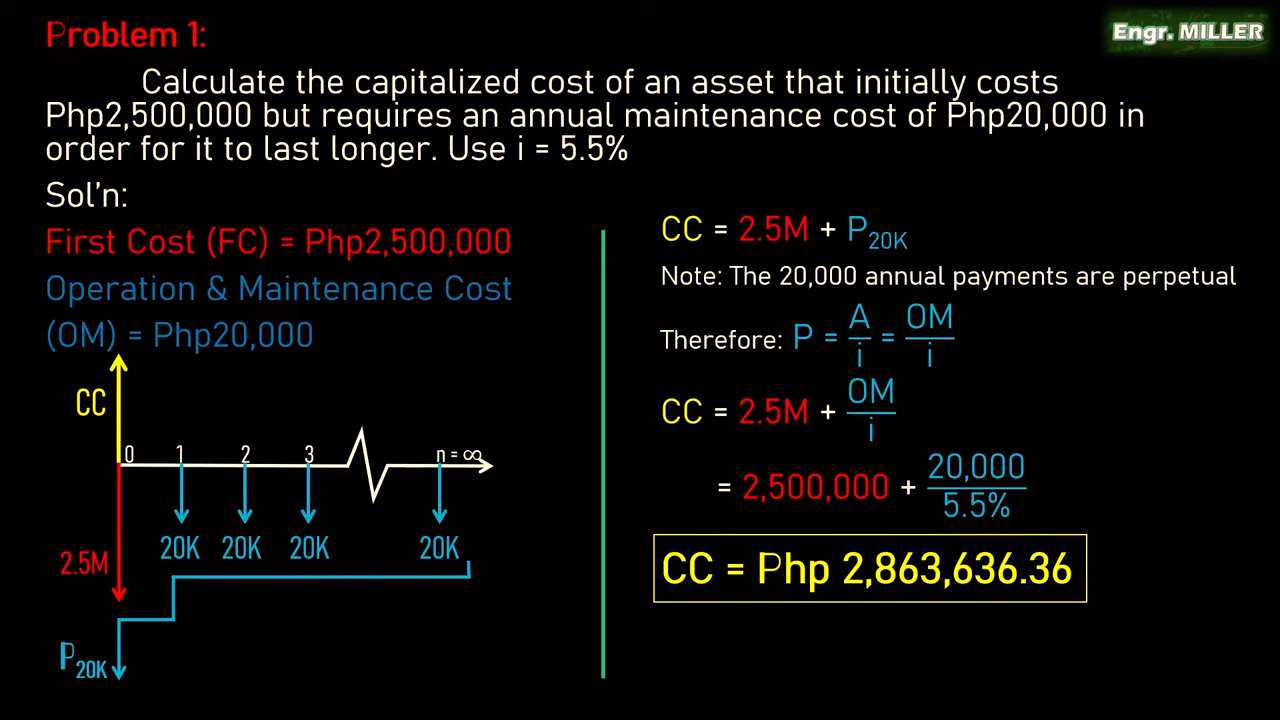 Problem 1:
Engr. MILLER
Calculate the capitalized cost of an asset that initially costs
Php2,500,000 but requires an annual maintenance cost of Php20,000 in
order for it to last longer. Use i = 5.5%
Sol'n:
First Cost (FC) = Php2,500,000
Operation & Maintenance Cost
(OM) = Php20,000
CC
0 1 2 3 n = ∞
20K 20K 20K 20K
2.5M
P20K
CC = 2.5M + P20K
Note: The 20,000 annual payments are perpetual
Therefore: P = A/i = OM/i
CC = 2.5M + OM/i
= 2,500,000 + 20,000/5.5%
CC = Php 2,863,636.36